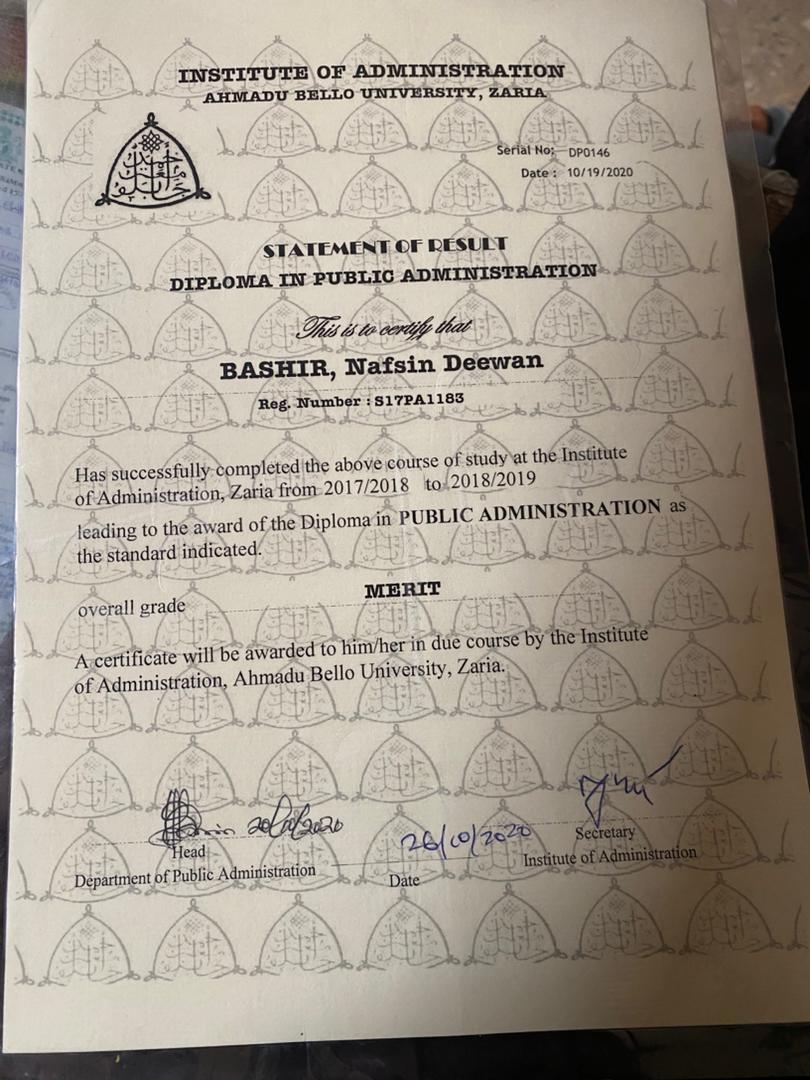 INSTITUTE OF ADMINISTRATION
AHMADU BELLO UNIVERSITY, ZARIA
Serial No: DP0146
Date : 10/19/2020
STATEMENT OF RESULT
DIPLOMA IN PUBLIC ADMINISTRATION
This is to certify that
BASHIR, Nafsin Deewan
Reg. Number : S17PA1183
Has successfully completed the above course of study at the Institute
of Administration, Zaria from 2017/2018 to 2018/2019
leading to the award of the Diploma in PUBLIC ADMINISTRATION as
the standard indicated.
MERIT
overall grade
A certificate will be awarded to him/her in due course by the Institute
of Administration, Ahmadu Bello University, Zaria.
26/10/2020
Head
Department of Public Administration
Date
Secretary
Institute of Administration